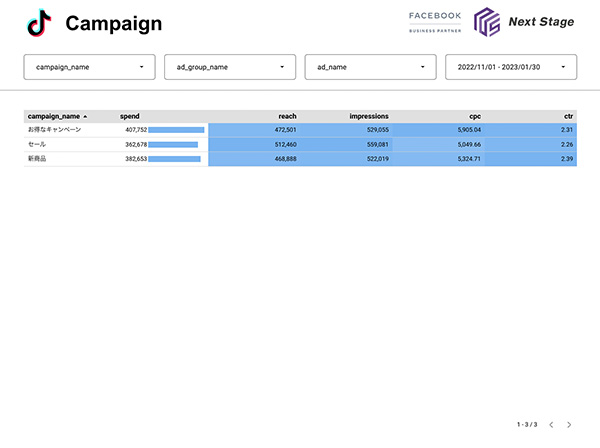 Campaign
FACEBOOK
BUSINESS PARTNER
Next Stage
campaign_name
ad_group_name
ad_name
2022/11/01 - 2023/01/30
campaign_name spend reach impressions cpc ctr
お得なキャンペーン 407,752 472,501 529,055 5,905.04 2.31
セール 362,678 512,460 559,081 5,049.66 2.26
新商品 382,653 468,888 522,019 5,324.71 2.39
1 - 3 / 3